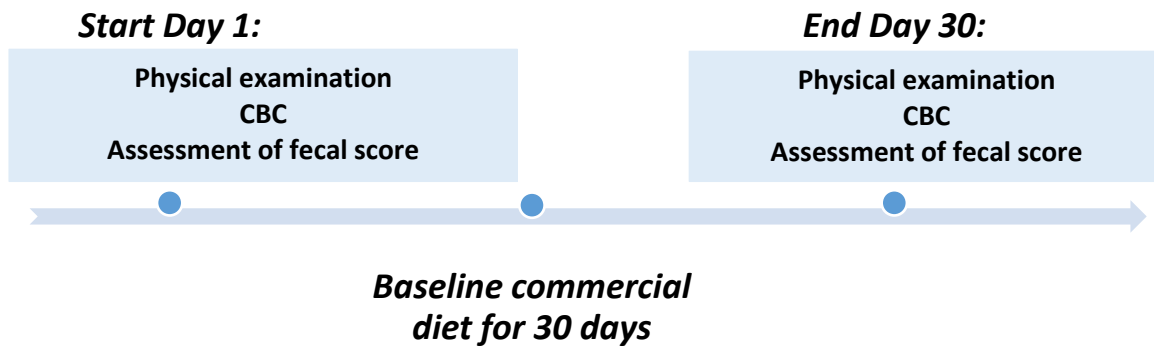 Start Day 1:
Physical examination
CBC
Assessment of fecal score
End Day 30:
Physical examination
CBC
Assessment of fecal score
Baseline commercial
diet for 30 days